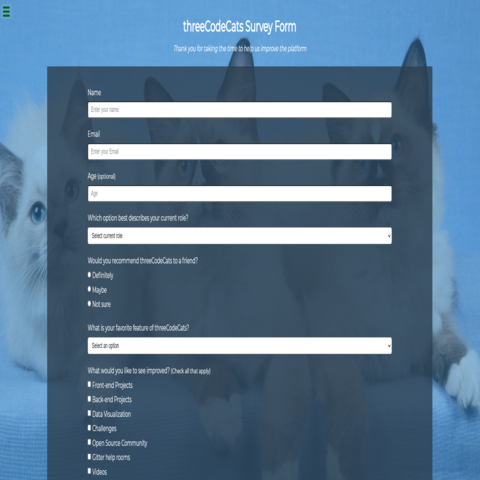 threeCodeCats Survey Form
Thank you for taking the time to help us improve the platform
Name
Enter your name
Email
Enter your Email
Age (optional)
Age
Which option best describes your current role?
Select current role
Would you recommend threeCodeCats to a friend?
Definitely
Maybe
Not sure
What is your favorite feature of threeCodeCats?
Select an option
What would you like to see improved? (Check all that apply)
Front-end Projects
Back-end Projects
Data Visualization
Challenges
Open Source Community
Gitter help rooms
Videos